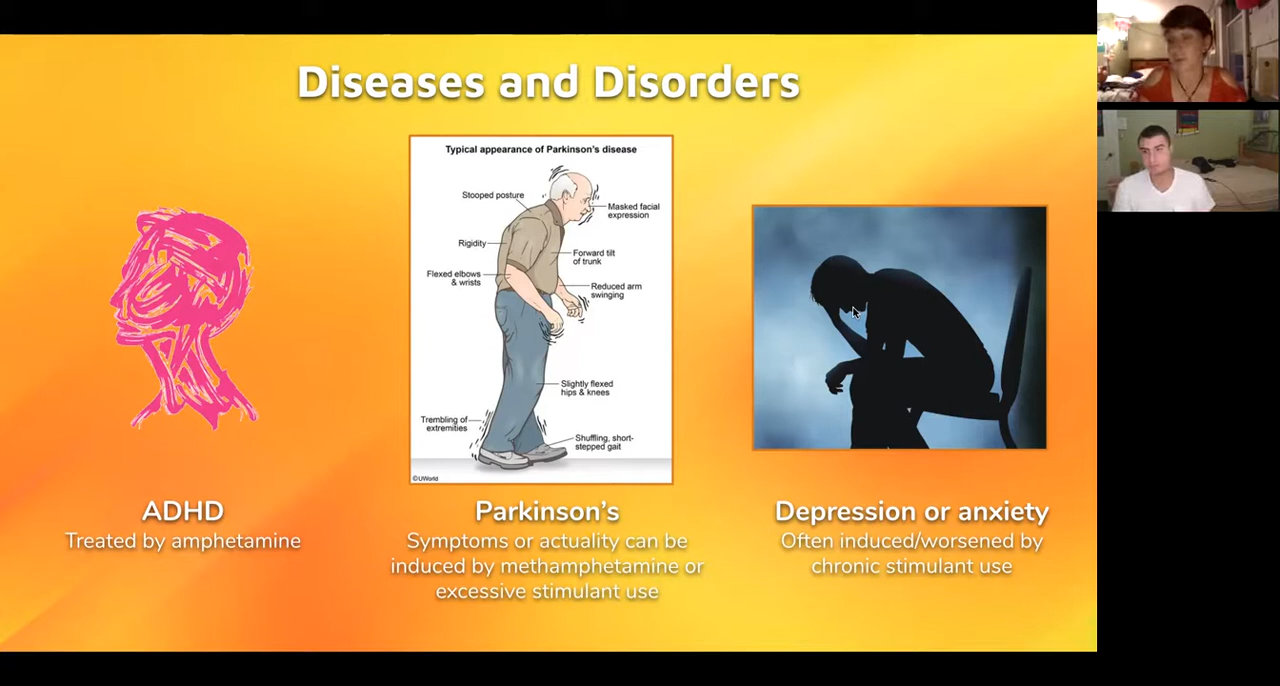 Diseases and Disorders
Typical appearance of Parkinson's disease
Stooped posture
Masked facial
expression
Rigidity
Forward tilt
of trunk
Flexed elbows
& wrists
Reduced arm
swinging
Slightly flexed
hips & knees
Trembling of
extremities
Shuffling, short-
stepped gait
©UWorld
ADHD
Treated by amphetamine
Parkinson’s
Symptoms or actuality can be
induced by methamphetamine or
excessive stimulant use
Depression or anxiety
Often induced/worsened by
chronic stimulant use